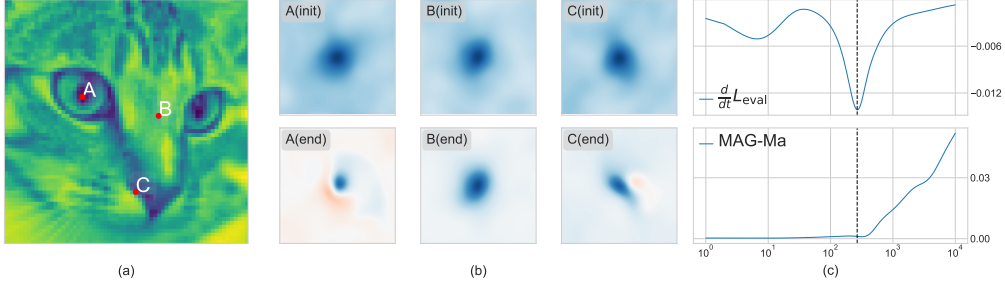 A
B
C
(a)
A(init)
B(init)
C(init)
A(end)
B(end)
C(end)
(b)
−0.006
−0.012
d/dt L_eval
MAG-Ma
0.03
0.00
10^0
10^1
10^2
10^3
10^4
(c)